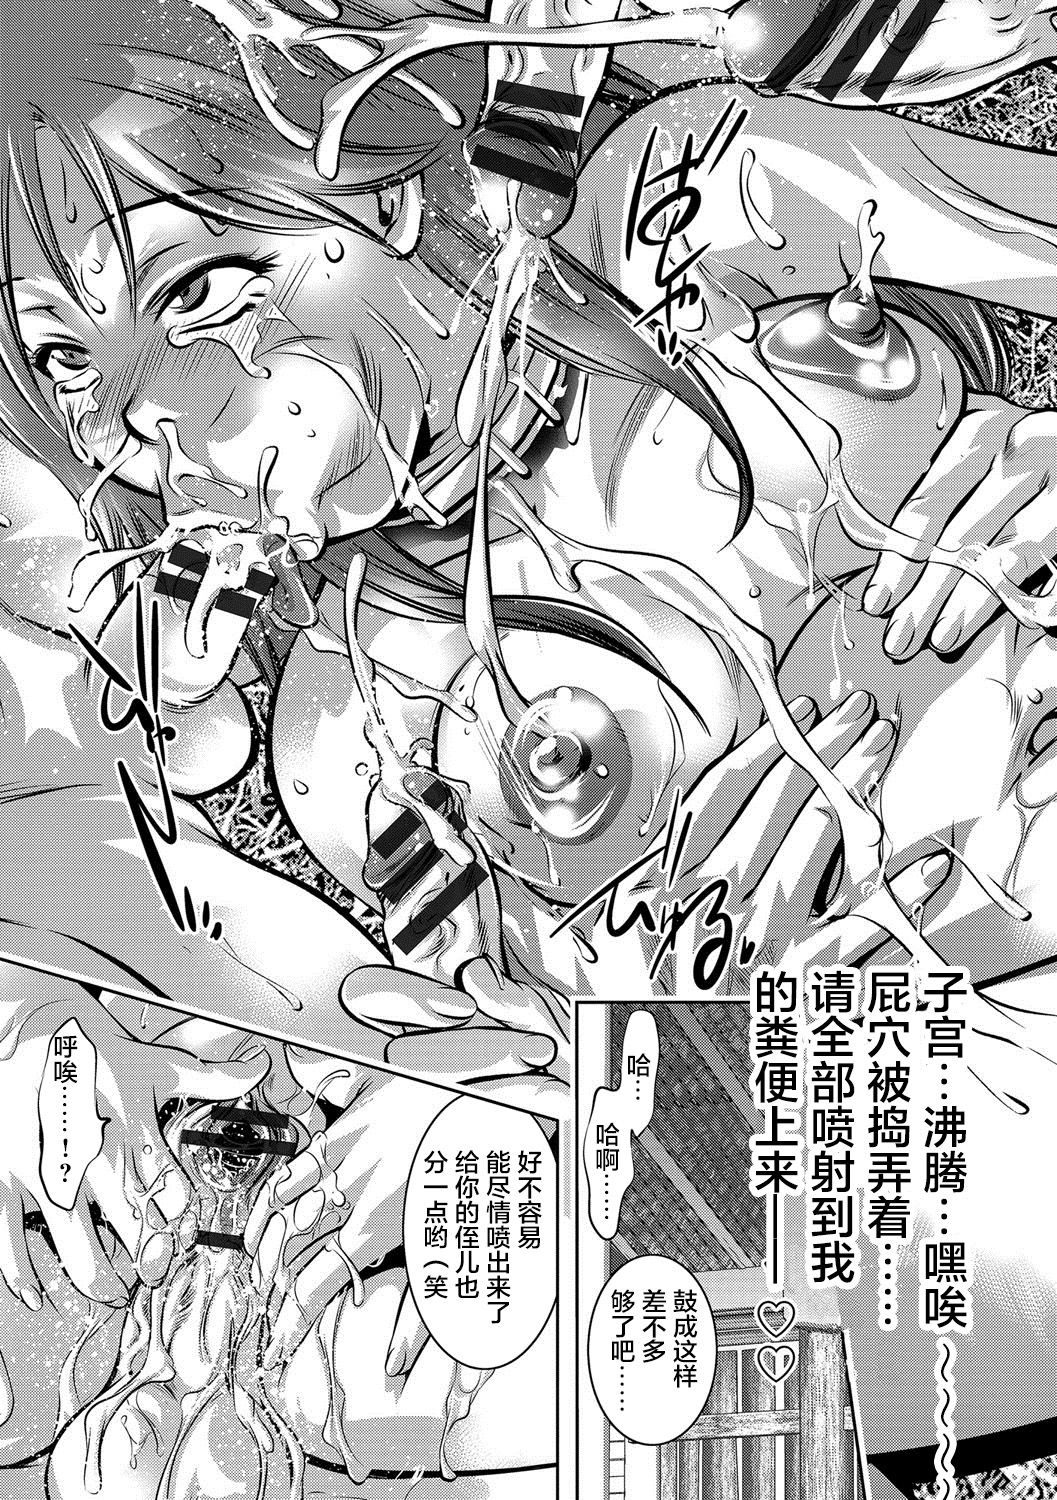 子宫…沸腾…嘿唉～～～～～
屁穴被捣弄着……
请全部喷射到我
的粪便上来——♡♡
哈…
哈啊……
鼓成这样
差不多
够了吧……
好不容易
能尽情喷出来了
给你的侄儿也
分一点哟（笑
呼唉……!?